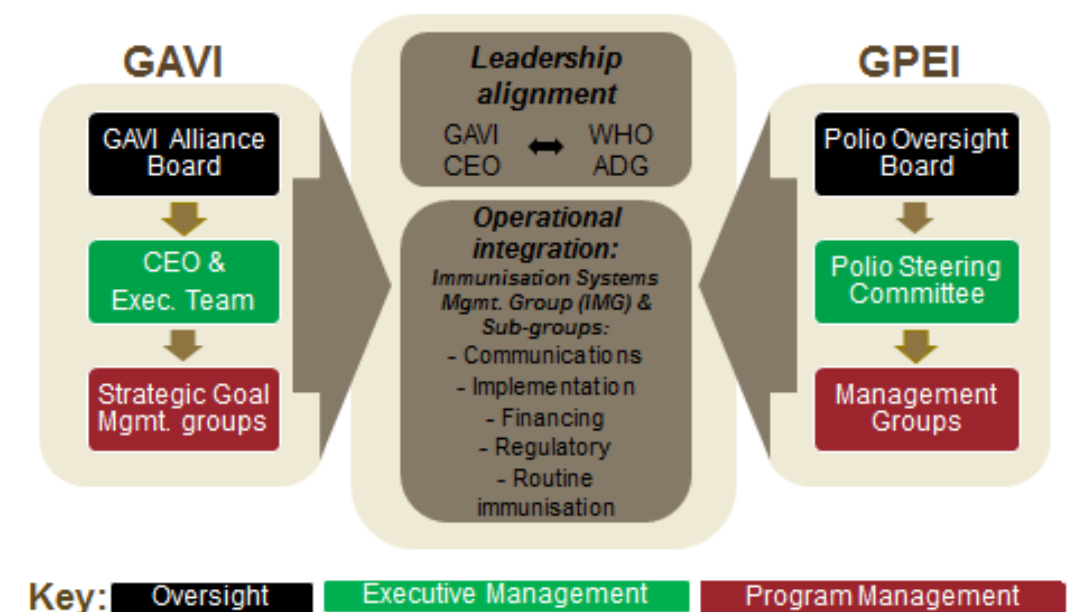 GAVI
GAVI Alliance
Board
CEO &
Exec. Team
Strategic Goal
Mgmt. groups
Leadership
alignment
GAVI WHO
CEO ADG
Operational
integration:
Immunisation Systems
Mgmt. Group (IMG) &
Sub-groups:
- Communications
- Implementation
- Financing
- Regulatory
- Routine
immunisation
GPEI
Polio Oversight
Board
Polio Steering
Committee
Management
Groups
Key: Oversight Executive Management Program Management